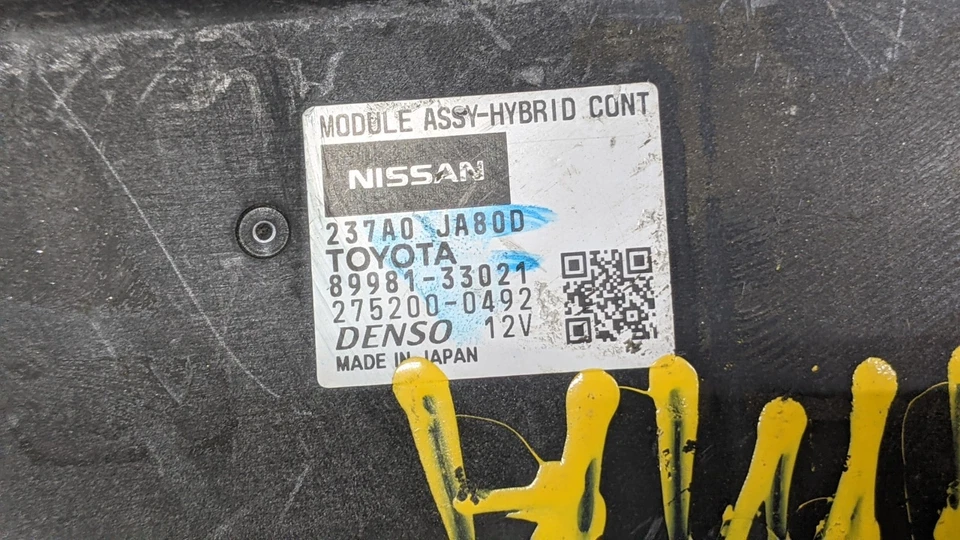 MODULE ASSY-HYBRID CONT
NISSAN
237A0 JA80D
TOYOTA
89981-33021
275200-0492
DENSO 12V
MADE IN JAPAN